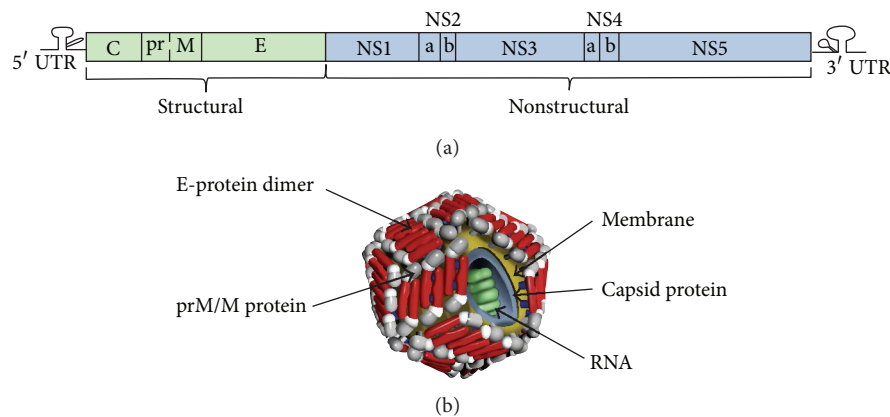 NS2 NS4
C pr M E NS1 a b NS3 a b NS5
5′ UTR 3′ UTR
Structural Nonstructural
(a)
E-protein dimer
Membrane
prM/M protein
Capsid protein
RNA
(b)